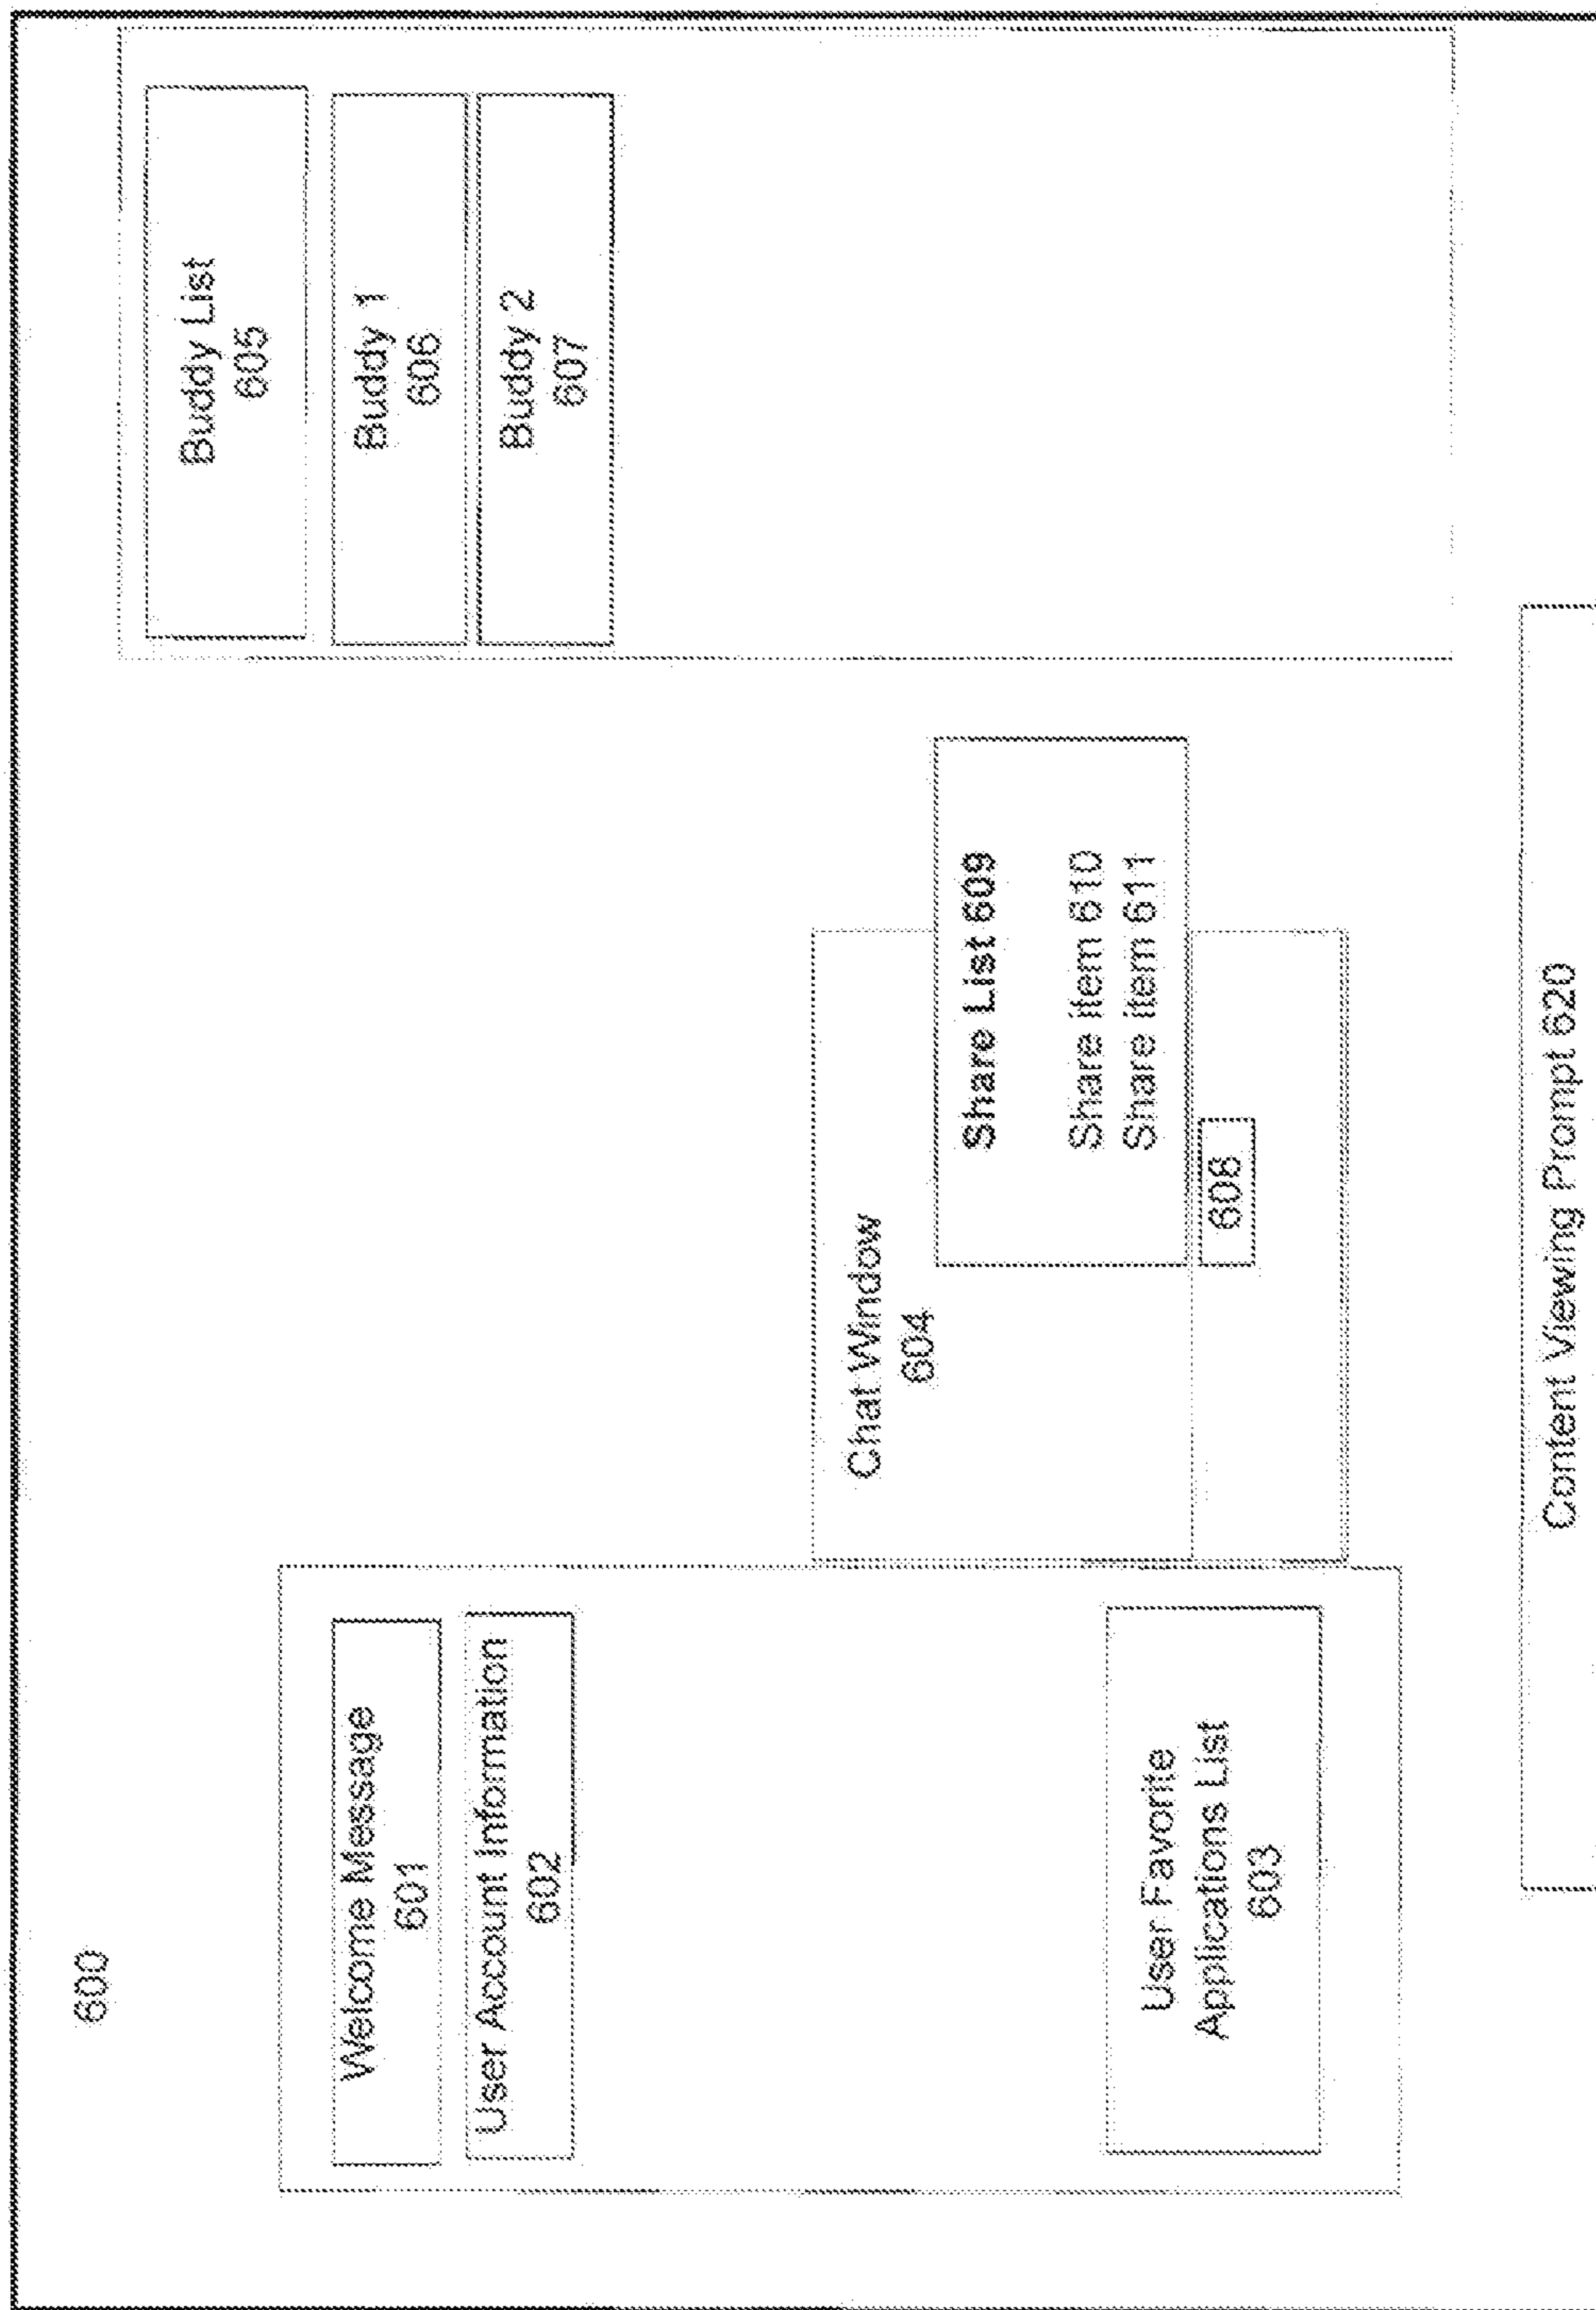 600
Welcome Message
601
User Account Information
602
User Favorite
Applications List
603
Chat Window
604
Share List 609
Share item 610
Share item 611
608
Buddy List
605
Buddy 1
606
Buddy 2
607
Content Viewing Prompt 620